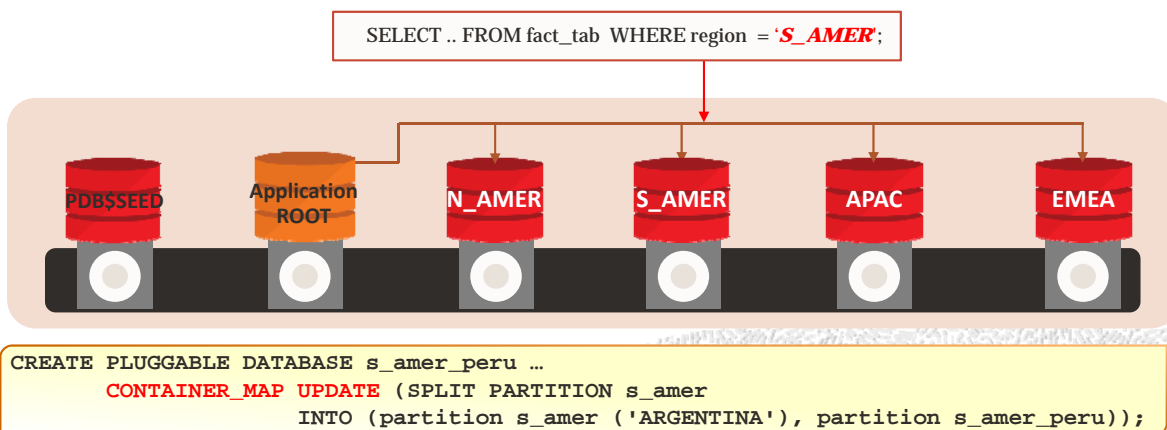 SELECT .. FROM fact_tab WHERE region = 'S_AMER';
PDB$SEED
Application
ROOT
N_AMER
S_AMER
APAC
EMEA
CREATE PLUGGABLE DATABASE s_amer_peru …
CONTAINER_MAP UPDATE (SPLIT PARTITION s_amer
INTO (partition s_amer ('ARGENTINA'), partition s_amer_peru));